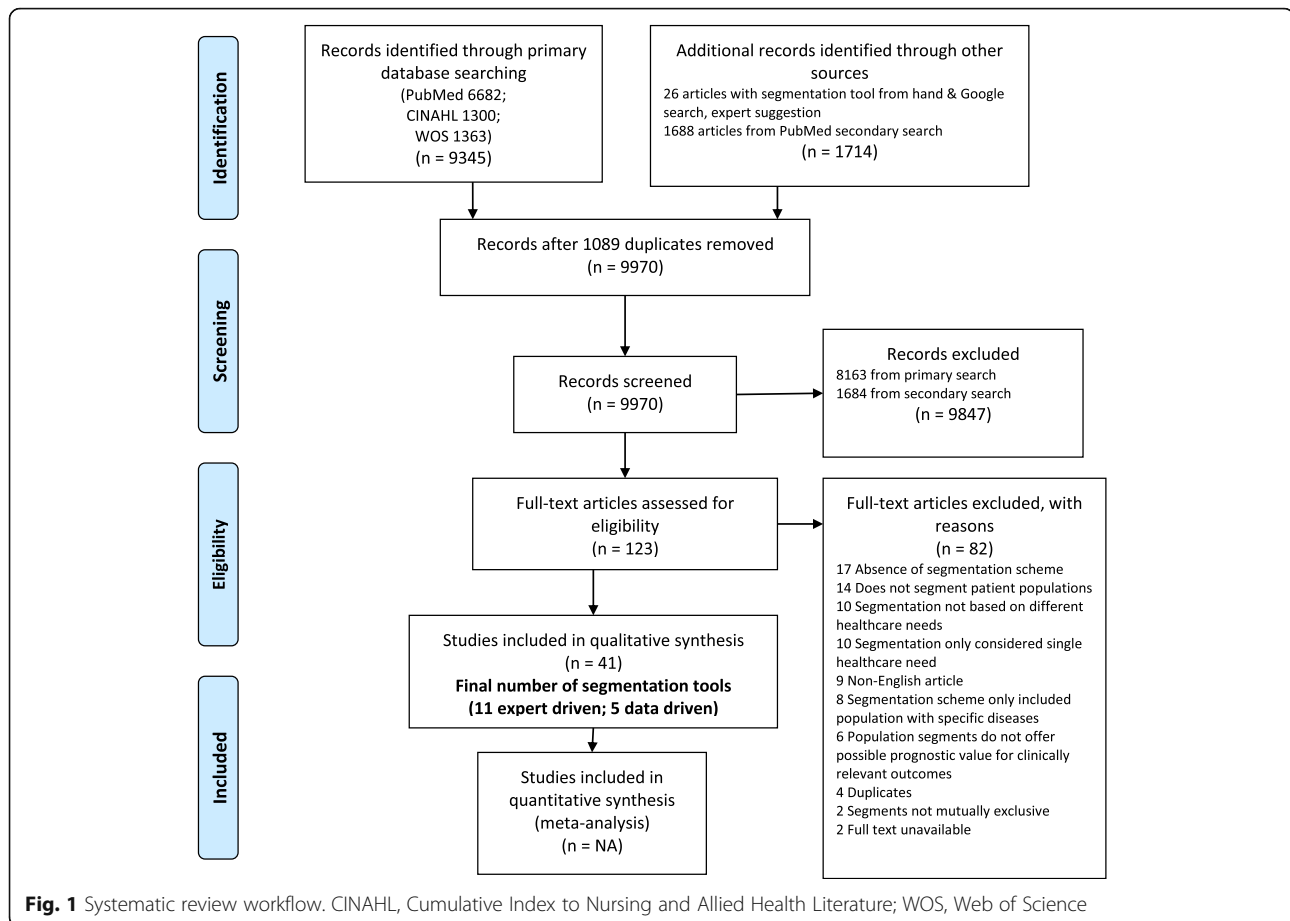 Identification
Records identified through primary
database searching
(PubMed 6682;
CINAHL 1300;
WOS 1363)
(n = 9345)
Additional records identified through other
sources
26 articles with segmentation tool from hand & Google
search, expert suggestion
1688 articles from PubMed secondary search
(n = 1714)
Records after 1089 duplicates removed
(n = 9970)
Screening
Records screened
(n = 9970)
Records excluded
8163 from primary search
1684 from secondary search
(n = 9847)
Eligibility
Full-text articles assessed for
eligibility
(n = 123)
Full-text articles excluded, with
reasons
(n = 82)
17 Absence of segmentation scheme
14 Does not segment patient populations
10 Segmentation not based on different
healthcare needs
10 Segmentation only considered single
healthcare need
9 Non-English article
8 Segmentation scheme only included
population with specific diseases
6 Population segments do not offer
possible prognostic value for clinically
relevant outcomes
4 Duplicates
2 Segments not mutually exclusive
2 Full text unavailable
Included
Studies included in qualitative synthesis
(n = 41)
Final number of segmentation tools
(11 expert driven; 5 data driven)
Studies included in
quantitative synthesis
(meta-analysis)
(n = NA)
Fig. 1 Systematic review workflow. CINAHL, Cumulative Index to Nursing and Allied Health Literature; WOS, Web of Science